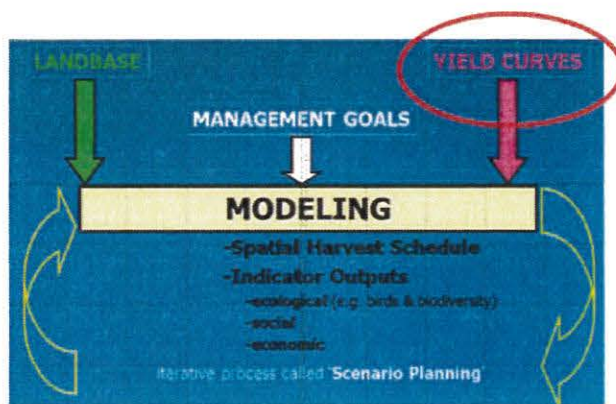 LANDBASE
YIELD CURVES
MANAGEMENT GOALS
MODELING
-Spatial Harvest Schedule
-Indicator Outputs
-ecological (e.g. birds & biodiversity)
-social
-economic
iterative process called 'Scenario Planning'